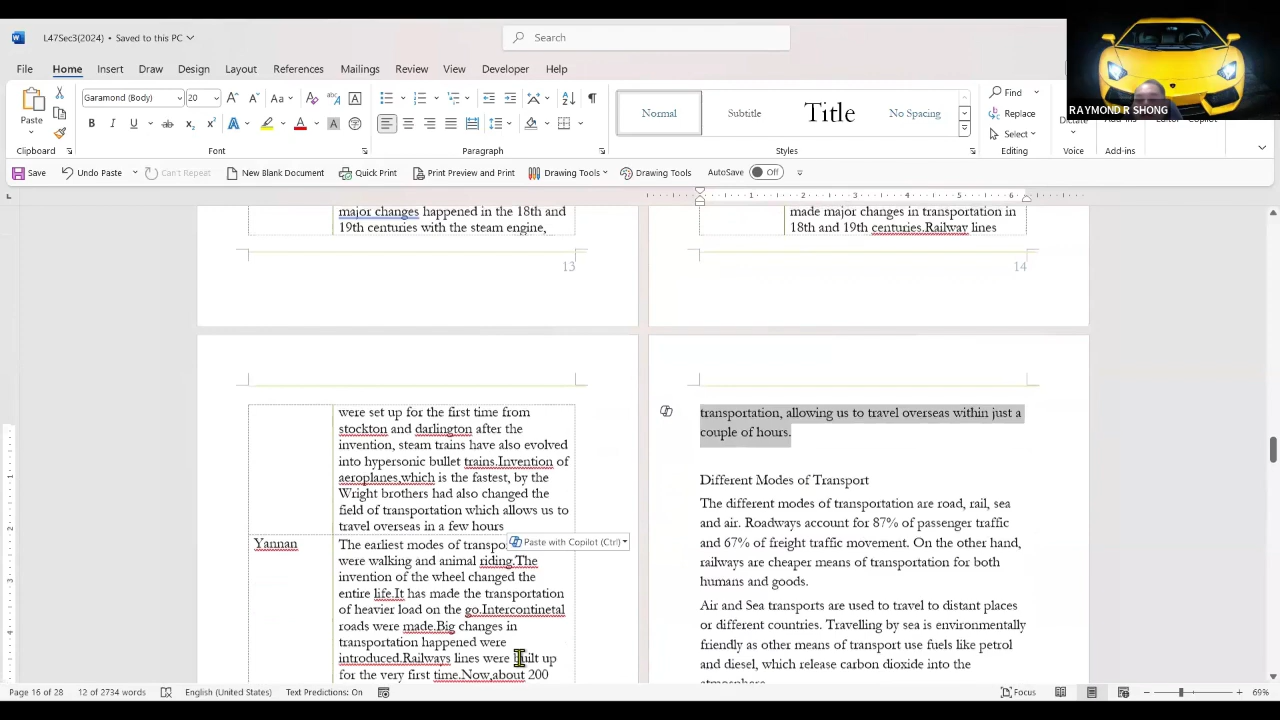 L47Sec3(2024) • Saved to this PC
Search
RAYMOND R SHONG
File Home Insert Draw Design Layout References Mailings Review View Developer Help
Garamond (Body) 20
Find
Replace
Select
Paste
Normal Subtitle Title No Spacing
Dictate
Clipboard Font Paragraph Styles Editing Voice Add-ins
Save Undo Paste Can't Repeat New Blank Document Quick Print Print Preview and Print Drawing Tools Drawing Tools AutoSave Off
major changes happened in the 18th and
19th centuries with the steam engine,
13
made major changes in transportation in
18th and 19th centuries.Railway lines
14
were set up for the first time from
stockton and darlington after the
invention, steam trains have also evolved
into hypersonic bullet trains.Invention of
aeroplanes,which is the fastest, by the
Wright brothers had also changed the
field of transportation which allows us to
travel overseas in a few hours
Paste with Copilot (Ctrl)
Yannan
The earliest modes of transpo
were walking and animal riding.The
invention of the wheel changed the
entire life.It has made the transportation
of heavier load on the go.Intercontinetal
roads were made.Big changes in
transportation happened were
introduced.Railways lines were built up
for the very first time.Now,about 200
transportation, allowing us to travel overseas within just a
couple of hours.
Different Modes of Transport
The different modes of transportation are road, rail, sea
and air. Roadways account for 87% of passenger traffic
and 67% of freight traffic movement. On the other hand,
railways are cheaper means of transportation for both
humans and goods.
Air and Sea transports are used to travel to distant places
or different countries. Travelling by sea is environmentally
friendly as other means of transport use fuels like petrol
and diesel, which release carbon dioxide into the
Page 16 of 28 12 of 2734 words English (United States) Text Predictions: On Focus 69%